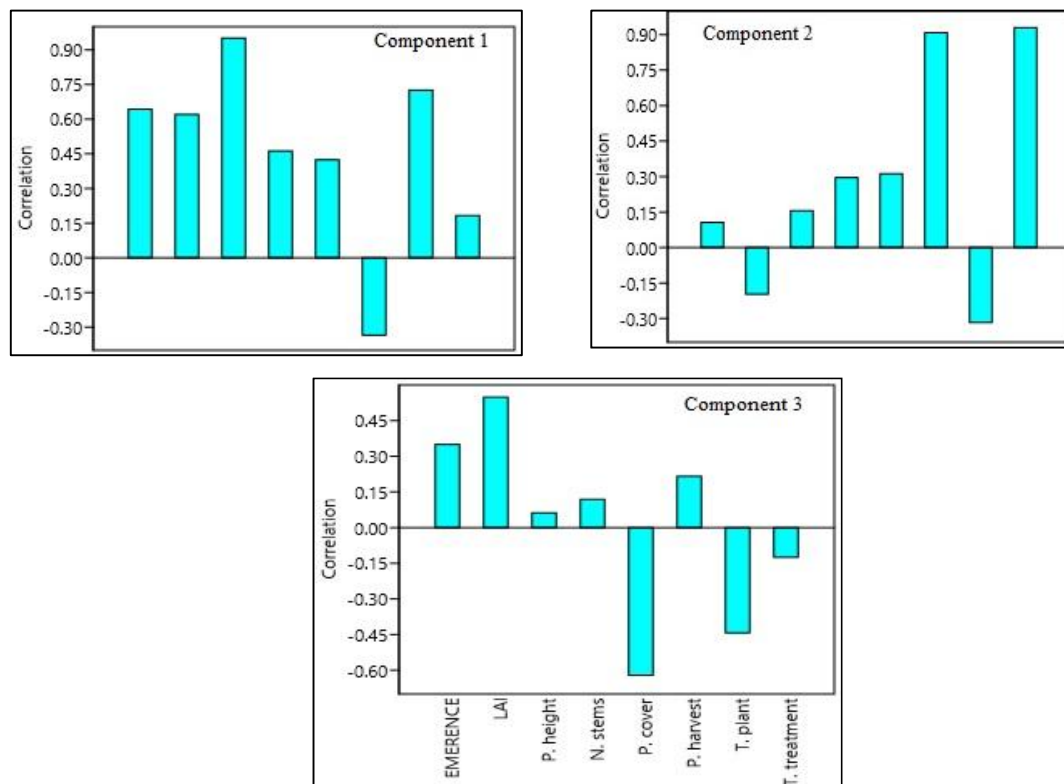 Component 1
Correlation
0.90
0.75
0.60
0.45
0.30
0.15
0.00
-0.15
-0.30
Component 2
Correlation
0.90
0.75
0.60
0.45
0.30
0.15
0.00
-0.15
-0.30
Component 3
Correlation
0.45
0.30
0.15
0.00
-0.15
-0.30
-0.45
-0.60
EMERENCE
LAI
P. height
N. stems
P. cover
P. harvest
T. plant
T. treatment